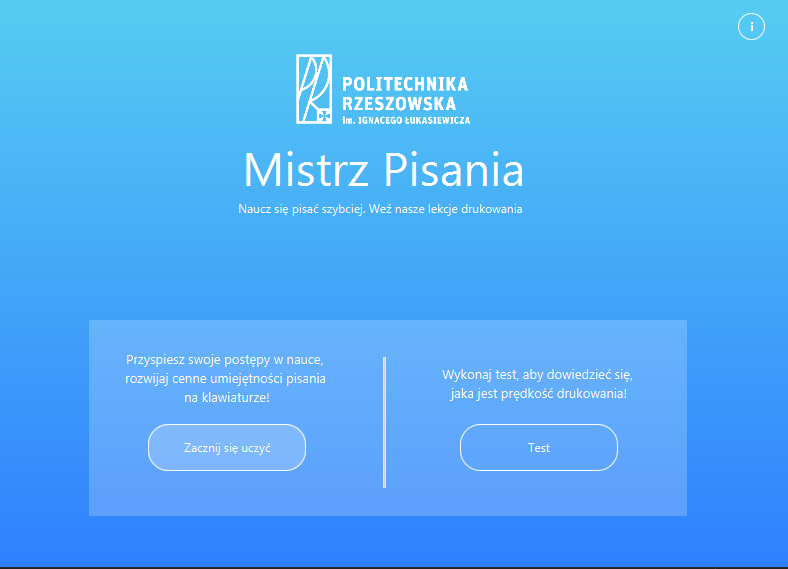 i
POLITECHNIKA
RZESZOWSKA
im. IGNACEGO ŁUKASIEWICZA
Mistrz Pisania
Naucz się pisać szybciej. Weź nasze lekcje drukowania
Przyspiesz swoje postępy w nauce,
rozwijaj cenne umiejętności pisania
na klawiaturze!
Zacznij się uczyć
Wykonaj test, aby dowiedzieć się,
jaka jest prędkość drukowania!
Test